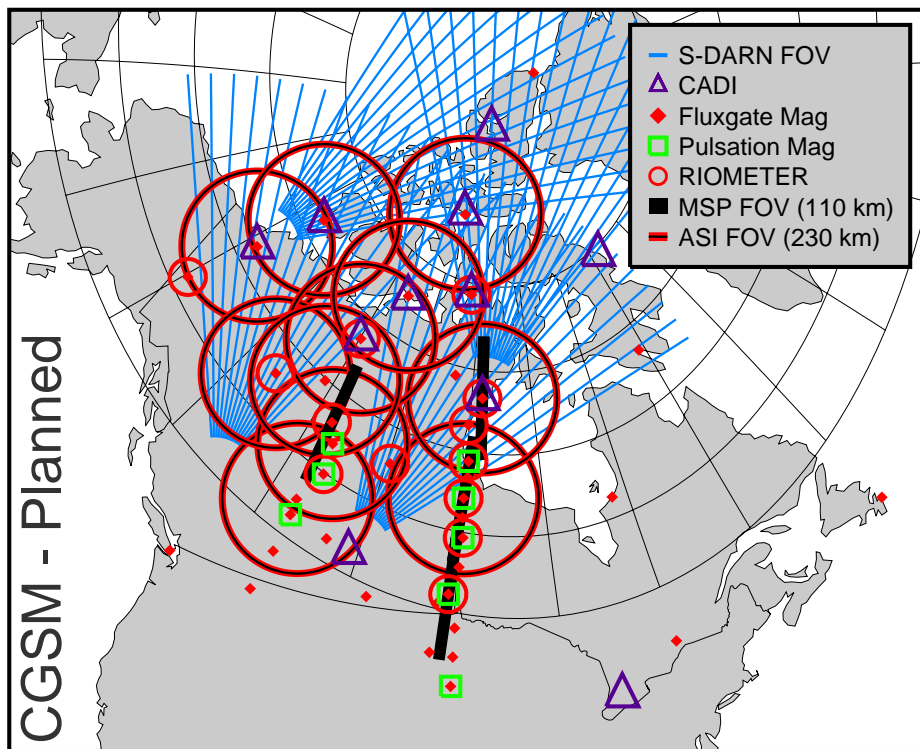 CGSM - Planned
S-DARN FOV
CADI
Fluxgate Mag
Pulsation Mag
RIOMETER
MSP FOV (110 km)
ASI FOV (230 km)